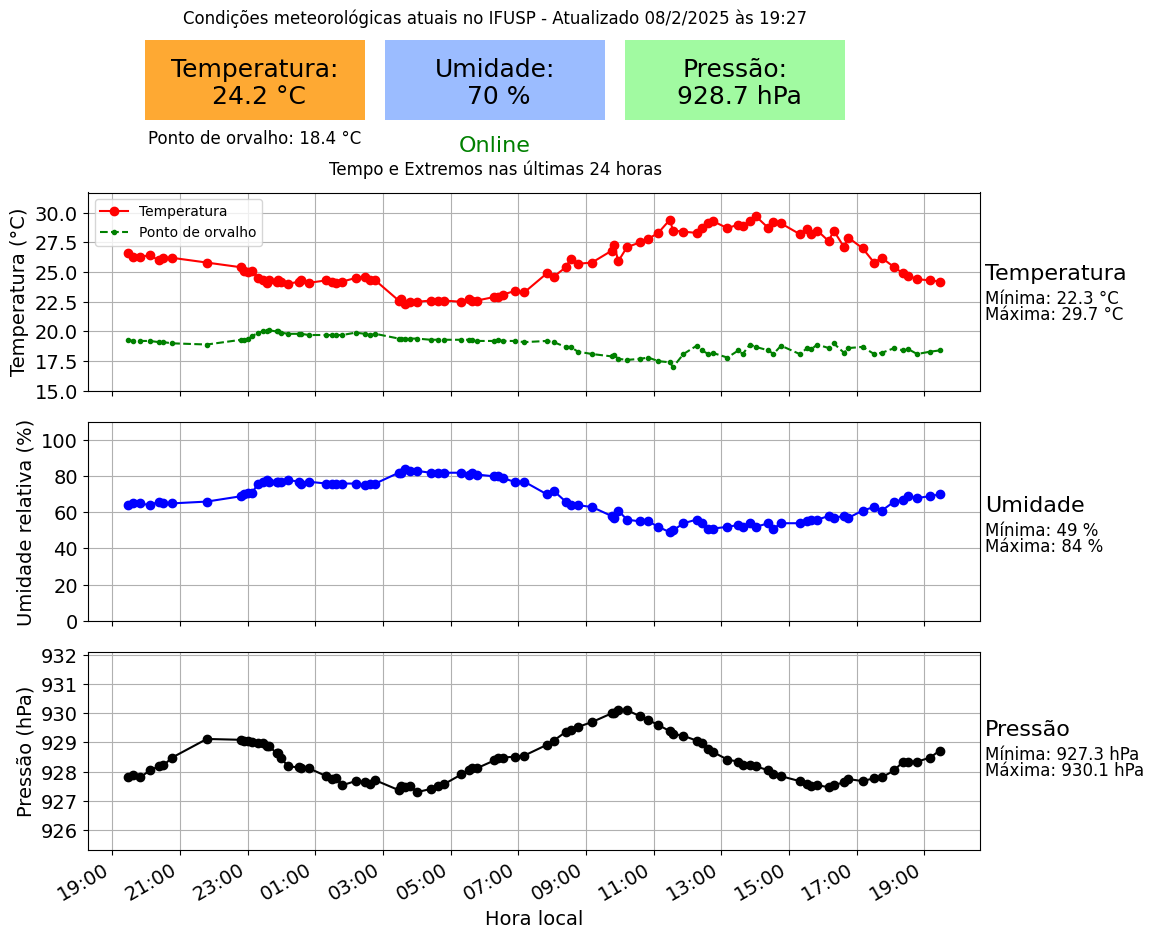 Condições meteorológicas atuais no IFUSP - Atualizado 08/2/2025 às 19:27
Temperatura:
24.2 °C
Umidade:
70 %
Pressão:
928.7 hPa
Ponto de orvalho: 18.4 °C
Online
Tempo e Extremos nas últimas 24 horas
Temperatura (°C)
30.0
27.5
25.0
22.5
20.0
17.5
15.0
Temperatura
Ponto de orvalho
Temperatura
Mínima: 22.3 °C
Máxima: 29.7 °C
Umidade relativa (%)
100
80
60
40
20
0
Umidade
Mínima: 49 %
Máxima: 84 %
Pressão (hPa)
932
931
930
929
928
927
926
Pressão
Mínima: 927.3 hPa
Máxima: 930.1 hPa
19:00 21:00 23:00 01:00 03:00 05:00 07:00 09:00 11:00 13:00 15:00 17:00 19:00
Hora local